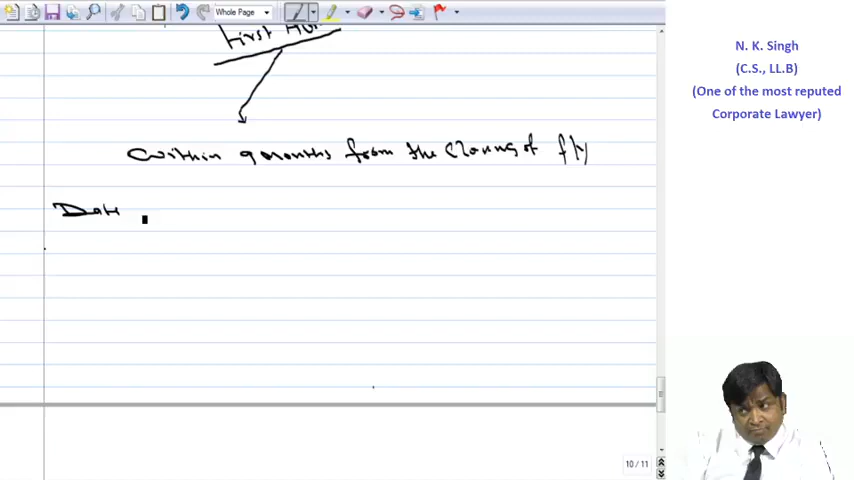 Whole Page
N. K. Singh
(C.S., LL.B)
(One of the most reputed
Corporate Lawyer)
First
within 9 months from the closing of f/y
Date
10 / 11